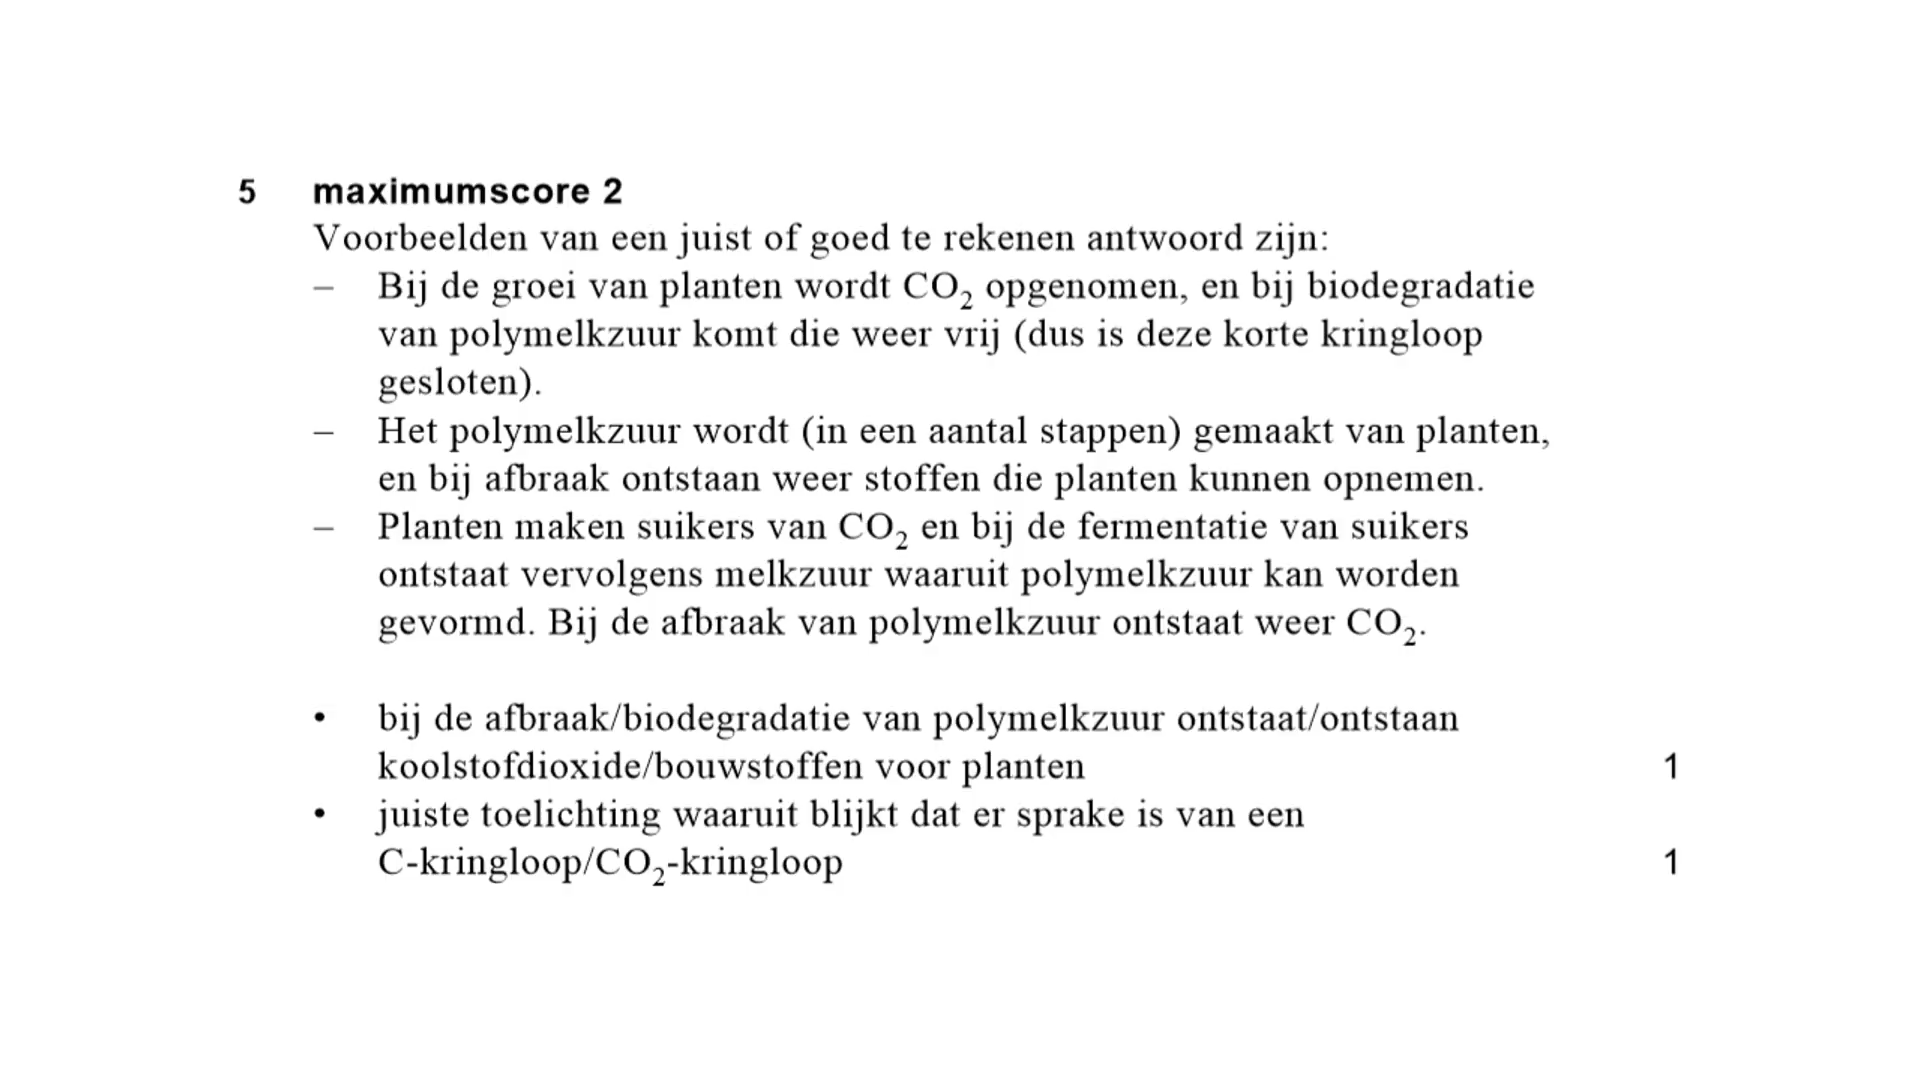 5 maximumscore 2
Voorbeelden van een juist of goed te rekenen antwoord zijn:
– Bij de groei van planten wordt CO₂ opgenomen, en bij biodegradatie
van polymelkzuur komt die weer vrij (dus is deze korte kringloop
gesloten).
– Het polymelkzuur wordt (in een aantal stappen) gemaakt van planten,
en bij afbraak ontstaan weer stoffen die planten kunnen opnemen.
– Planten maken suikers van CO₂ en bij de fermentatie van suikers
ontstaat vervolgens melkzuur waaruit polymelkzuur kan worden
gevormd. Bij de afbraak van polymelkzuur ontstaat weer CO₂.
• bij de afbraak/biodegradatie van polymelkzuur ontstaat/ontstaan
koolstofdioxide/bouwstoffen voor planten 1
• juiste toelichting waaruit blijkt dat er sprake is van een
C-kringloop/CO₂-kringloop 1